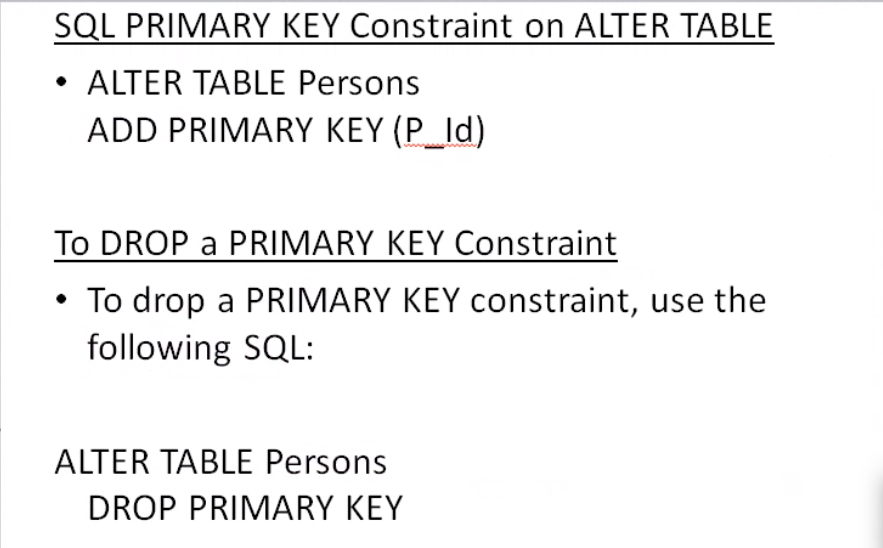 SQL PRIMARY KEY Constraint on ALTER TABLE
• ALTER TABLE Persons
ADD PRIMARY KEY (P_Id)
To DROP a PRIMARY KEY Constraint
• To drop a PRIMARY KEY constraint, use the
following SQL:
ALTER TABLE Persons
DROP PRIMARY KEY